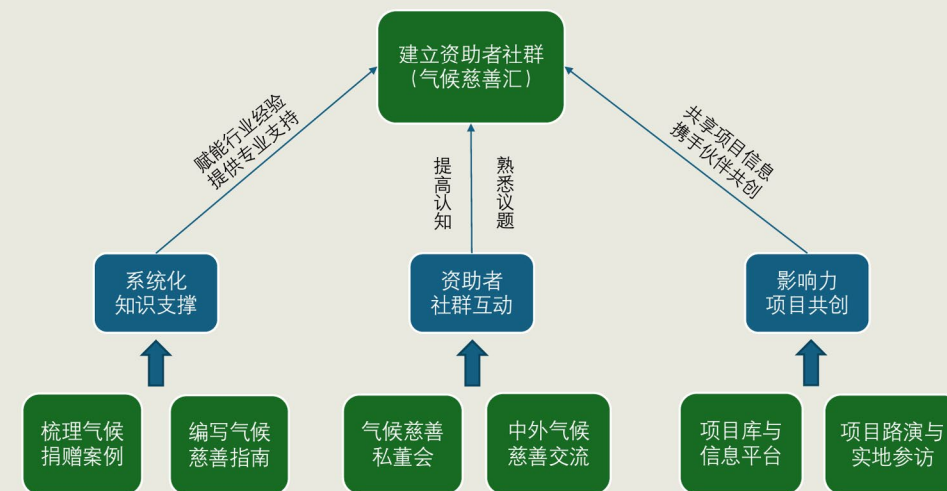 建立资助者社群
（气候慈善汇）
赋能行业经验
提供专业支持
提高认知
熟悉议题
共享项目信息
携手伙伴共创
系统化
知识支撑
资助者
社群互动
影响力
项目共创
梳理气候
捐赠案例
编写气候
慈善指南
气候慈善
私董会
中外气候
慈善交流
项目库与
信息平台
项目路演与
实地参访